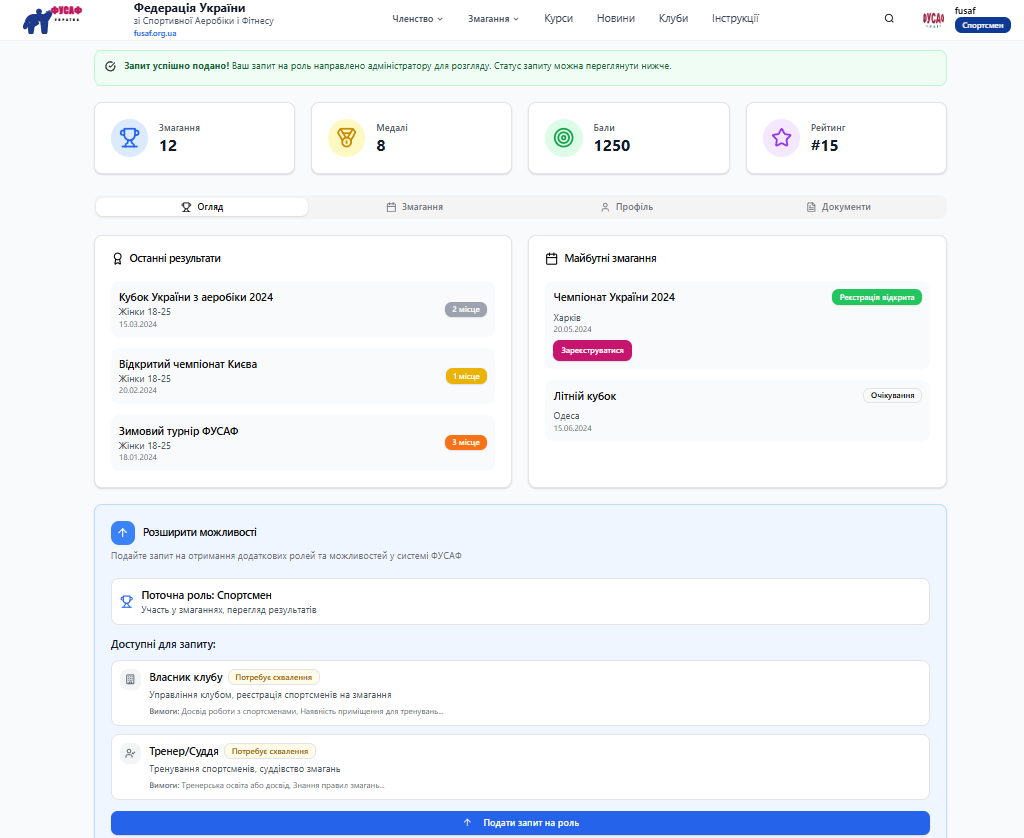 ФУСАФ
УКРАЇНА
Федерація України
зі Спортивної Аеробіки і Фітнесу
fusaf.org.ua
Членство
Змагання
Курси
Новини
Клуби
Інструкції
ФУСАФ
fusaf
Спортсмен
Запит успішно подано! Ваш запит на роль направлено адміністратору для розгляду. Статус запиту можна переглянути нижче.
Змагання
12
Медалі
8
Бали
1250
Рейтинг
#15
Огляд
Змагання
Профіль
Документи
Останні результати
Кубок України з аеробіки 2024
Жінки 18-25
15.03.2024
2 місце
Відкритий чемпіонат Києва
Жінки 18-25
20.02.2024
1 місце
Зимовий турнір ФУСАФ
Жінки 18-25
18.01.2024
3 місце
Майбутні змагання
Чемпіонат України 2024
Реєстрація відкрита
Харків
20.05.2024
Зареєструватися
Літній кубок
Очікування
Одеса
15.06.2024
Розширити можливості
Подайте запит на отримання додаткових ролей та можливостей у системі ФУСАФ
Поточна роль: Спортсмен
Участь у змаганнях, перегляд результатів
Доступні для запиту:
Власник клубу
Потребує схвалення
Управління клубом, реєстрація спортсменів на змагання
Вимоги: Досвід роботи з спортсменами, Наявність приміщення для тренувань...
Тренер/Суддя
Потребує схвалення
Тренування спортсменів, суддівство змагань
Вимоги: Тренерська освіта або досвід, Знання правил змагань...
Подати запит на роль